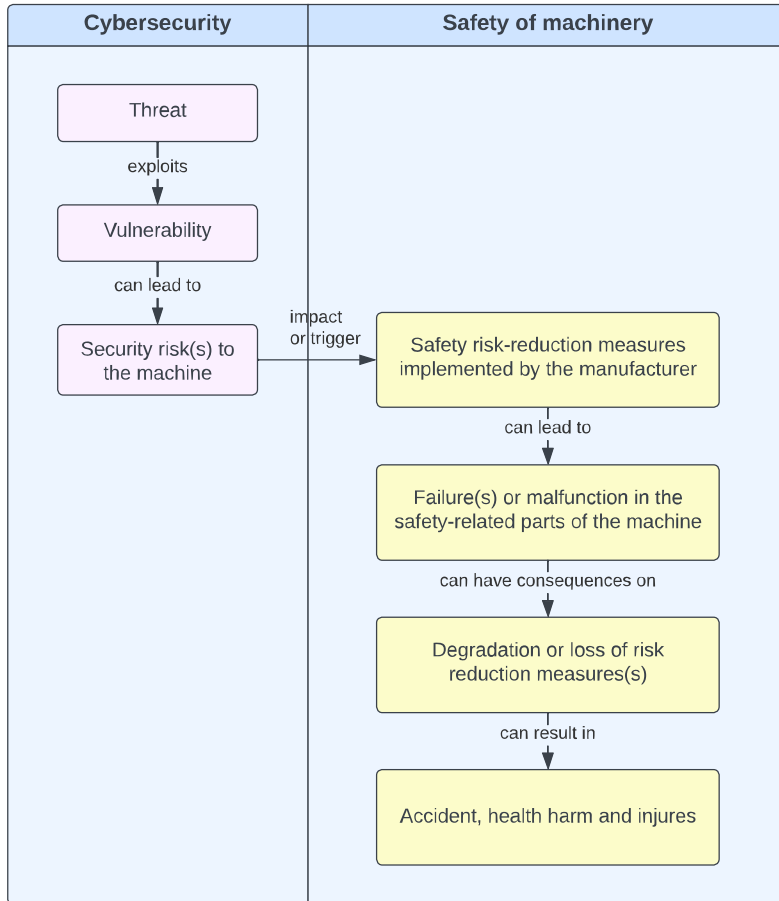 Cybersecurity
Safety of machinery
Threat
exploits
Vulnerability
can lead to
Security risk(s) to
the machine
impact
or trigger
Safety risk-reduction measures
implemented by the manufacturer
can lead to
Failure(s) or malfunction in the
safety-related parts of the machine
can have consequences on
Degradation or loss of risk
reduction measures(s)
can result in
Accident, health harm and injures